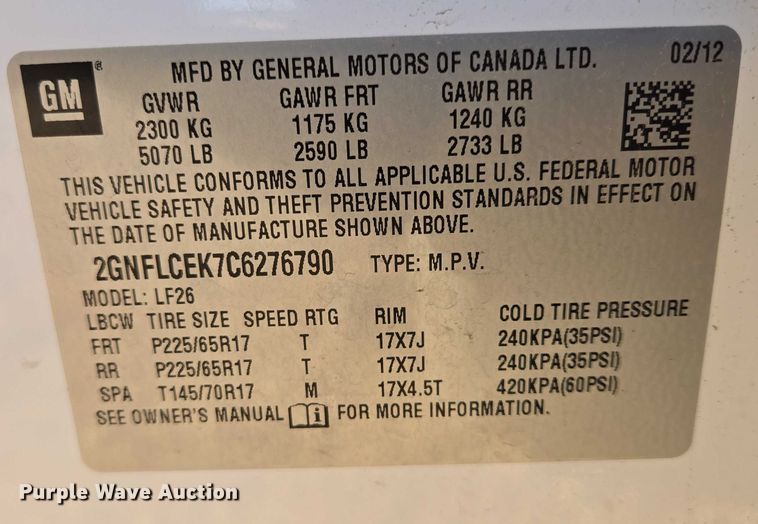 GM ®
MFD BY GENERAL MOTORS OF CANADA LTD. 02/12
GVWR GAWR FRT GAWR RR
2300 KG 1175 KG 1240 KG
5070 LB 2590 LB 2733 LB
THIS VEHICLE CONFORMS TO ALL APPLICABLE U.S. FEDERAL MOTOR
VEHICLE SAFETY AND THEFT PREVENTION STANDARDS IN EFFECT ON
THE DATE OF MANUFACTURE SHOWN ABOVE.
2GNFLCEK7C6276790 TYPE: M.P.V.
MODEL: LF26
LBCW TIRE SIZE SPEED RTG RIM COLD TIRE PRESSURE
FRT P225/65R17 T 17X7J 240KPA(35PSI)
RR P225/65R17 T 17X7J 240KPA(35PSI)
SPA T145/70R17 M 17X4.5T 420KPA(60PSI)
SEE OWNER'S MANUAL i FOR MORE INFORMATION.
Purple Wave Auction